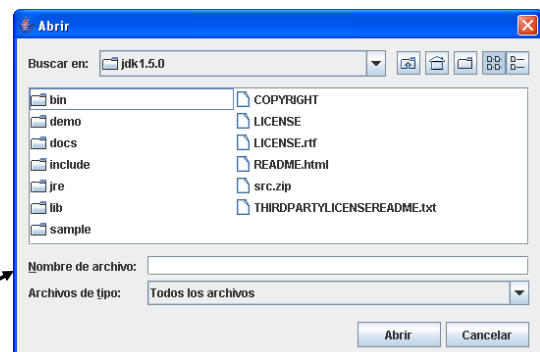 Abrir
Buscar en: jdk1.5.0
bin
demo
docs
include
jre
lib
sample
COPYRIGHT
LICENSE
LICENSE.rtf
README.html
src.zip
THIRDPARTYLICENSEREADME.txt
Nombre de archivo:
Archivos de tipo: Todos los archivos
Abrir Cancelar